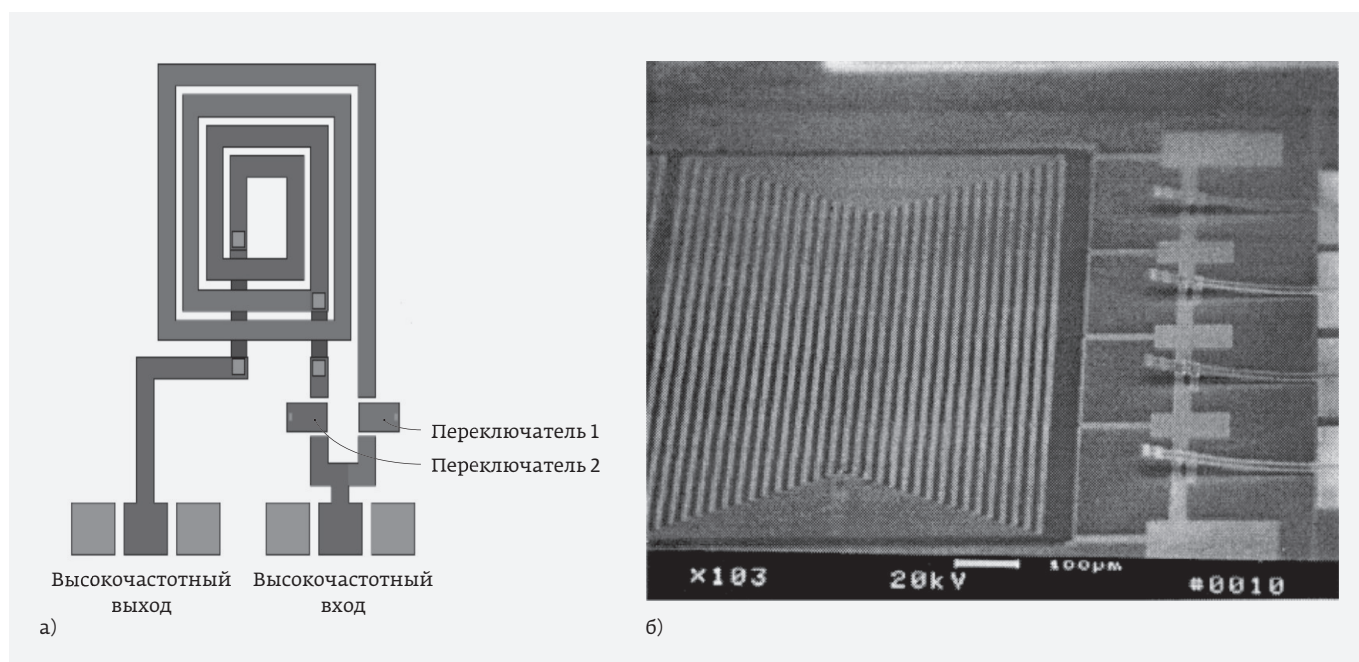 Переключатель 1
Переключатель 2
Высокочастотный
выход
Высокочастотный
вход
а)
×103
20kV
100µm
#0010
б)